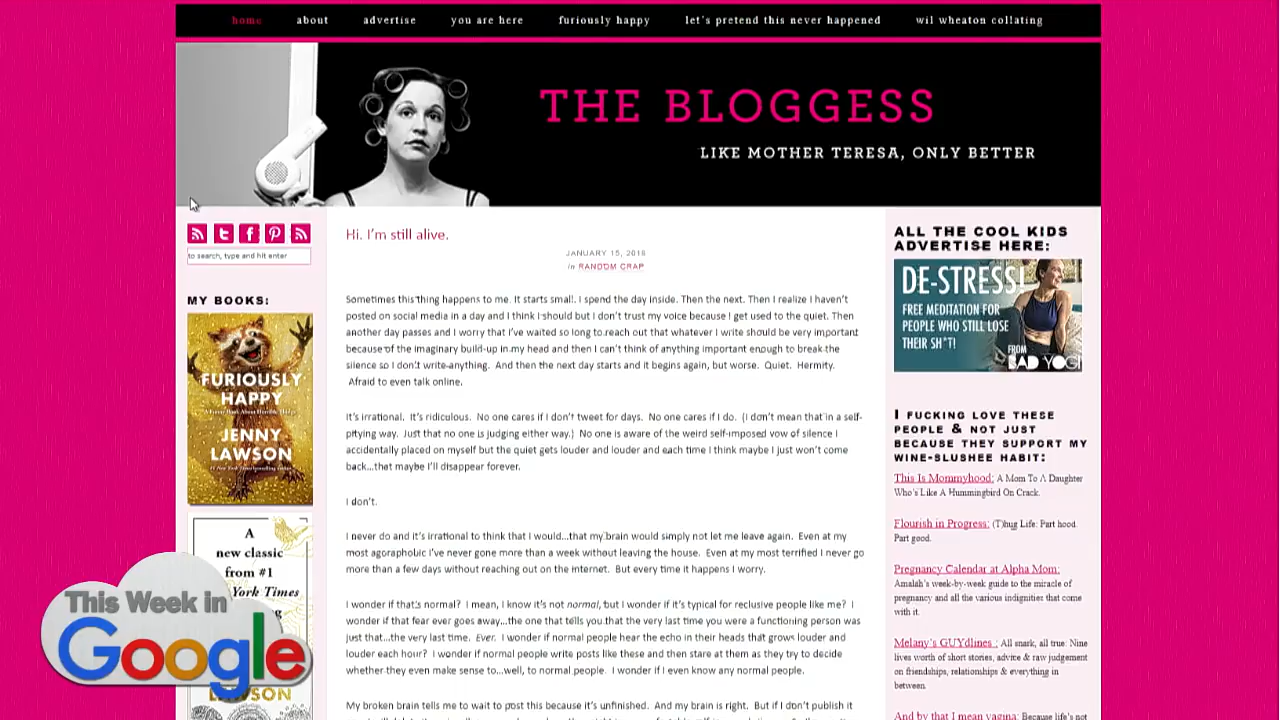 home about advertise you are here furiously happy let's pretend this never happened wil wheaton collating
THE BLOGGESS
LIKE MOTHER TERESA, ONLY BETTER
to search, type and hit enter
MY BOOKS:
FURIOUSLY
HAPPY
JENNY
LAWSON
A
new classic
from #1
York Times
LAWSON
This Week in
Google
Hi. I'm still alive.
JANUARY 15, 2016
in RANDOM CRAP
Sometimes this thing happens to me. It starts small. I spend the day inside. Then the next. Then I realize I haven't
posted on social media in a day and I think I should but I don't trust my voice because I get used to the quiet. Then
another day passes and I worry that I've waited so long to reach out that whatever I write should be very important
because of the imaginary build-up in my head and then I can't think of anything important enough to break the
silence so I don't write anything. And then the next day starts and it begins again, but worse. Quiet. Hermity.
Afraid to even talk online.
It's irrational. It's ridiculous. No one cares if I don't tweet for days. No one cares if I do. (I don't mean that in a self-
pitying way. Just that no one is judging either way.) No one is aware of the weird self-imposed vow of silence I
accidentally placed on myself but the quiet gets louder and louder and each time I think maybe I just won't come
back...that maybe I'll disappear forever.
I don't.
I never do and it's irrational to think that I would...that my brain would simply not let me leave again. Even at my
most agoraphobic I've never gone more than a week without leaving the house. Even at my most terrified I never go
more than a few days without reaching out on the internet. But every time it happens I worry.
I wonder if that's normal? I mean, I know it's not normal, but I wonder if it's typical for reclusive people like me? I
wonder if that fear ever goes away...the one that tells you that the very last time you were a functioning person was
just that...the very last time. Ever. I wonder if normal people hear the echo in their heads that grows louder and
louder each hour? I wonder if normal people write posts like these and then stare at them as they try to decide
whether they even make sense to...well, to normal people. I wonder if I even know any normal people.
My broken brain tells me to wait to post this because it's unfinished. And my brain is right. But if I don't publish it
ALL THE COOL KIDS
ADVERTISE HERE:
DE-STRESS!
FREE MEDITATION FOR
PEOPLE WHO STILL LOSE
THEIR SH*T!
FROM
BAD YOGI
I FUCKING LOVE THESE
PEOPLE & NOT JUST
BECAUSE THEY SUPPORT MY
WINE-SLUSHEE HABIT:
This Is Mommyhood: A Mom To A Daughter
Who's Like A Hummingbird On Crack.
Flourish in Progress: (T)hug Life: Part hood.
Part good.
Pregnancy Calendar at Alpha Mom:
Amalah's week-by-week guide to the miracle of
pregnancy and all the various indignities that come
with it.
Melany's GUYdlines : All snark, all true: Nine
lives worth of short stories, advice & raw judgement
on friendships, relationships & everything in
between.
And by that I mean vagina: Because life's not